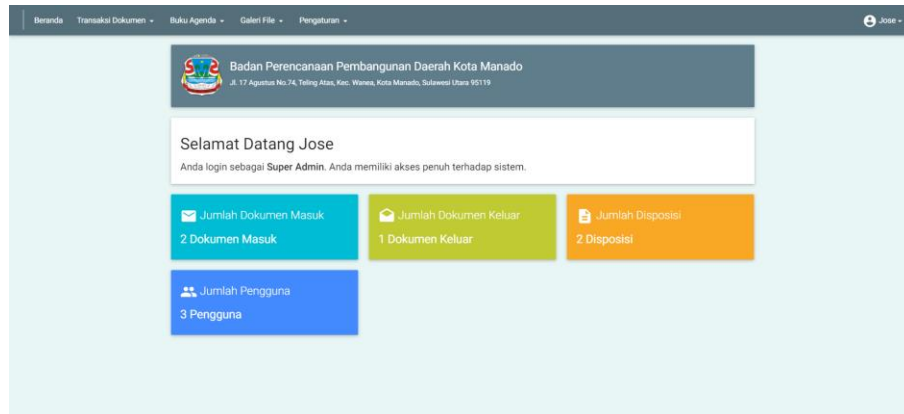 Beranda Transaksi Dokumen Buku Agenda Galeri File Pengaturan Jose
Badan Perencanaan Pembangunan Daerah Kota Manado
Jl. 17 Agustus No.74, Teling Atas, Kec. Wanea, Kota Manado, Sulawesi Utara 95119
Selamat Datang Jose
Anda login sebagai Super Admin. Anda memiliki akses penuh terhadap sistem.
Jumlah Dokumen Masuk
2 Dokumen Masuk
Jumlah Dokumen Keluar
1 Dokumen Keluar
Jumlah Disposisi
2 Disposisi
Jumlah Pengguna
3 Pengguna